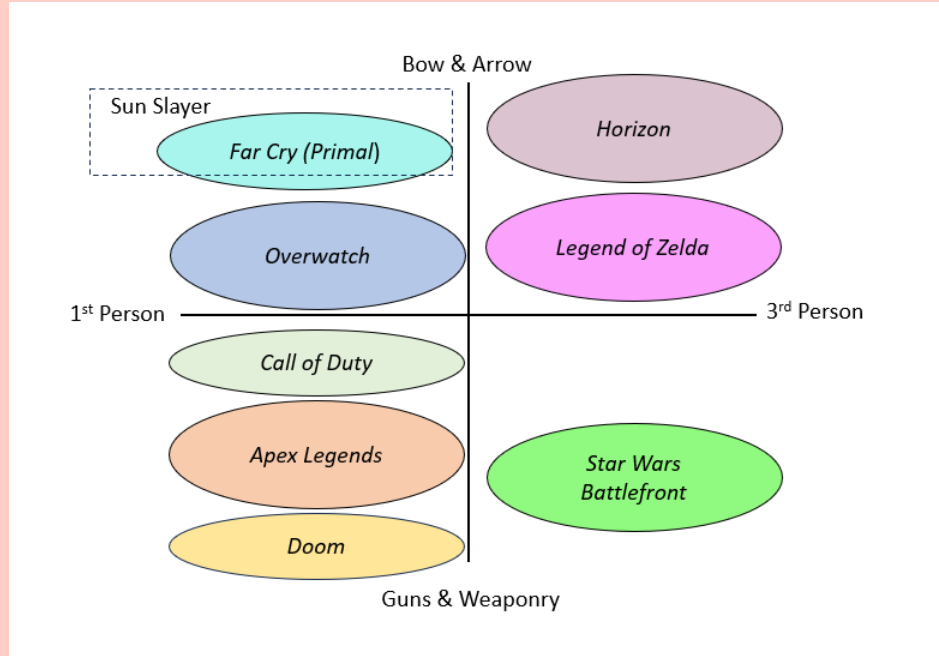 Bow & Arrow
Sun Slayer
Horizon
Far Cry (Primal)
Overwatch
Legend of Zelda
1st Person
3rd Person
Call of Duty
Apex Legends
Star Wars
Battlefront
Doom
Guns & Weaponry